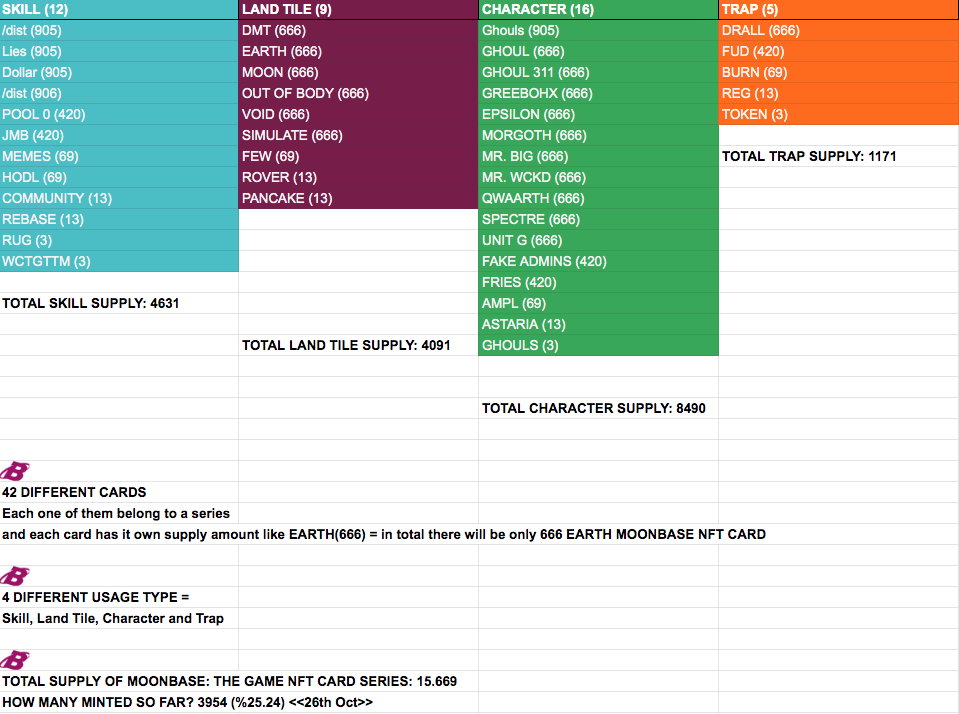 SKILL (12) LAND TILE (9) CHARACTER (16) TRAP (5)
/dist (905) DMT (666) Ghouls (905) DRALL (666)
Lies (905) EARTH (666) GHOUL (666) FUD (420)
Dollar (905) MOON (666) GHOUL 311 (666) BURN (69)
/dist (906) OUT OF BODY (666) GREEBOHX (666) REG (13)
POOL 0 (420) VOID (666) EPSILON (666) TOKEN (3)
JMB (420) SIMULATE (666) MORGOTH (666)
MEMES (69) FEW (69) MR. BIG (666) TOTAL TRAP SUPPLY: 1171
HODL (69) ROVER (13) MR. WCKD (666)
COMMUNITY (13) PANCAKE (13) QWAARTH (666)
REBASE (13) SPECTRE (666)
RUG (3) UNIT G (666)
WCTGTTM (3) FAKE ADMINS (420)
FRIES (420)
TOTAL SKILL SUPPLY: 4631 AMPL (69)
ASTARIA (13)
TOTAL LAND TILE SUPPLY: 4091 GHOULS (3)
TOTAL CHARACTER SUPPLY: 8490
B
42 DIFFERENT CARDS
Each one of them belong to a series
and each card has it own supply amount like EARTH(666) = in total there will be only 666 EARTH MOONBASE NFT CARD
B
4 DIFFERENT USAGE TYPE =
Skill, Land Tile, Character and Trap
B
TOTAL SUPPLY OF MOONBASE: THE GAME NFT CARD SERIES: 15.669
HOW MANY MINTED SO FAR? 3954 (%25.24) <<26th Oct>>